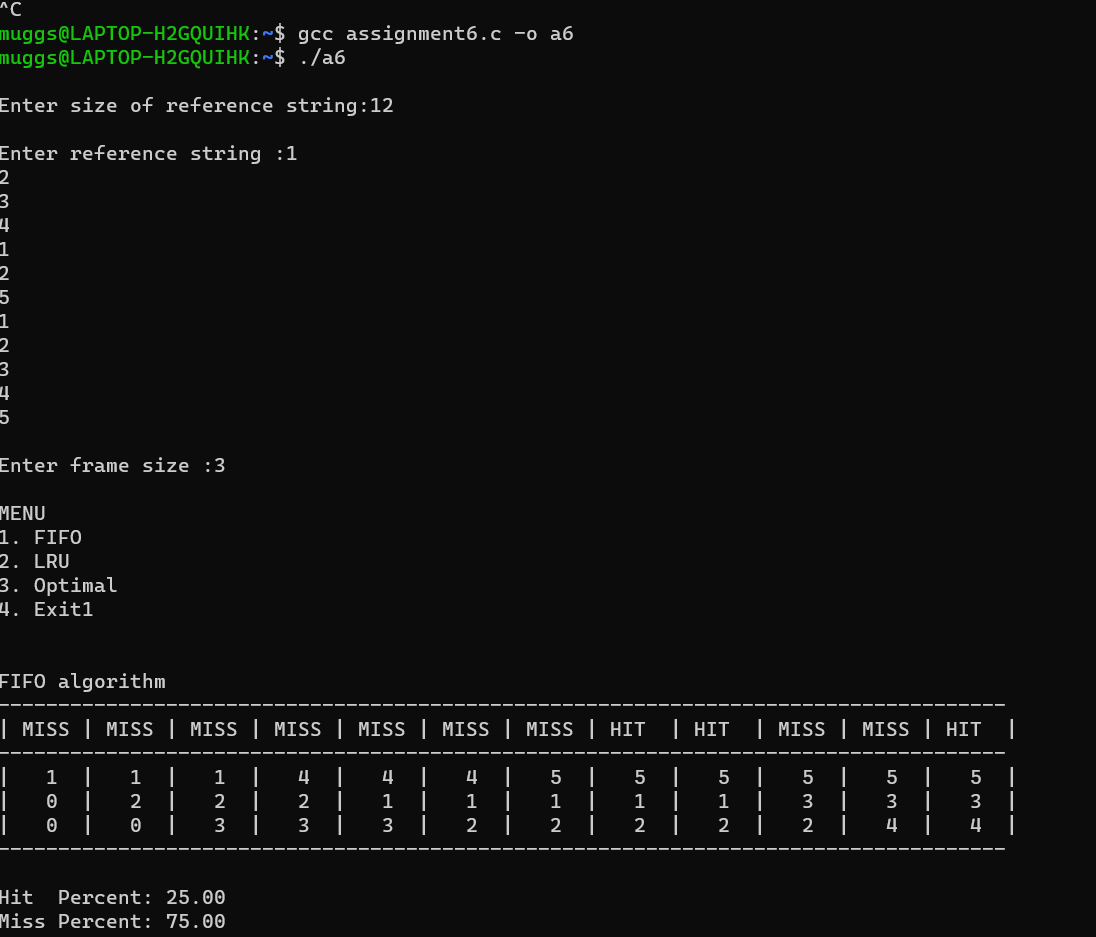 ^C
muggs@LAPTOP-H2GQUIHK:~$ gcc assignment6.c -o a6
muggs@LAPTOP-H2GQUIHK:~$ ./a6
Enter size of reference string:12
Enter reference string :1
2
3
4
1
2
5
1
2
3
4
5
Enter frame size :3
MENU
1. FIFO
2. LRU
3. Optimal
4. Exit1
FIFO algorithm
------------------------------------------------------------------------------------
| MISS | MISS | MISS | MISS | MISS | MISS | MISS | HIT  | HIT  | MISS | MISS | HIT  |
------------------------------------------------------------------------------------
|   1  |   1  |   1  |   4  |   4  |   4  |   5  |   5  |   5  |   5  |   5  |   5  |
|   0  |   2  |   2  |   2  |   1  |   1  |   1  |   1  |   1  |   3  |   3  |   3  |
|   0  |   0  |   3  |   3  |   3  |   2  |   2  |   2  |   2  |   2  |   4  |   4  |
------------------------------------------------------------------------------------
Hit  Percent: 25.00
Miss Percent: 75.00